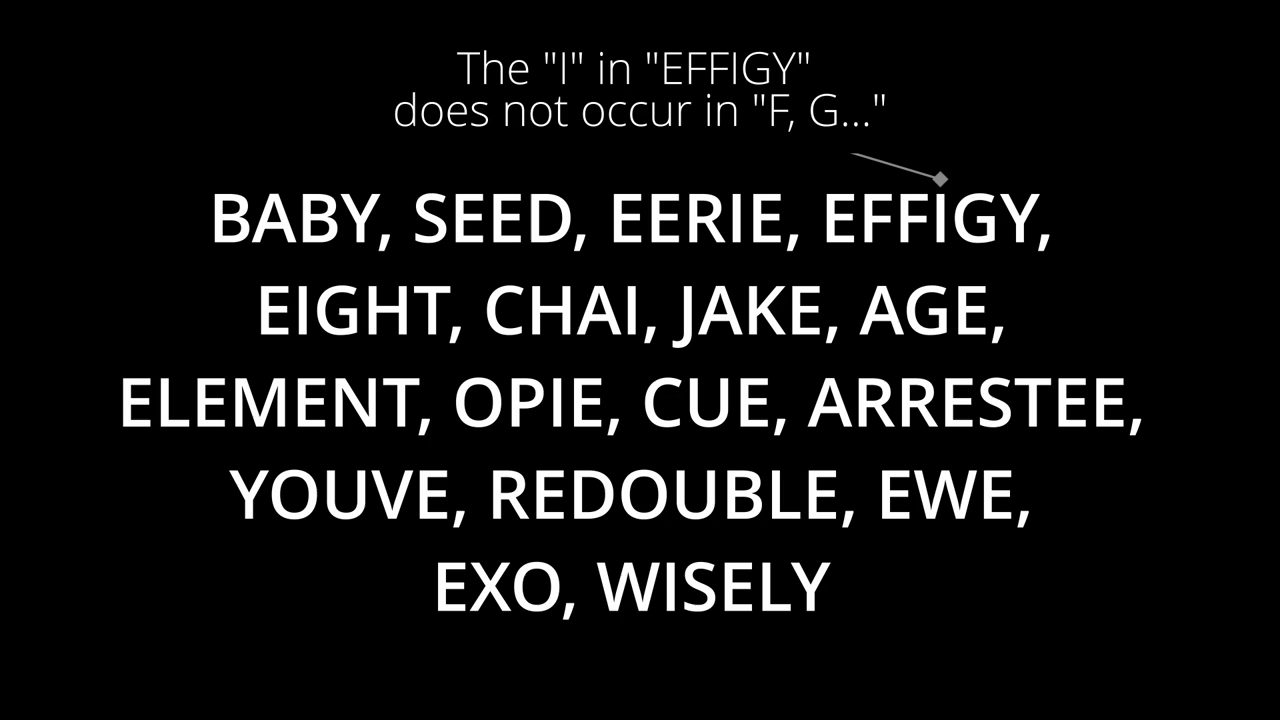 The "I" in "EFFIGY"
does not occur in "F, G..."
BABY, SEED, EERIE, EFFIGY,
EIGHT, CHAI, JAKE, AGE,
ELEMENT, OPIE, CUE, ARRESTEE,
YOUVE, REDOUBLE, EWE,
EXO, WISELY